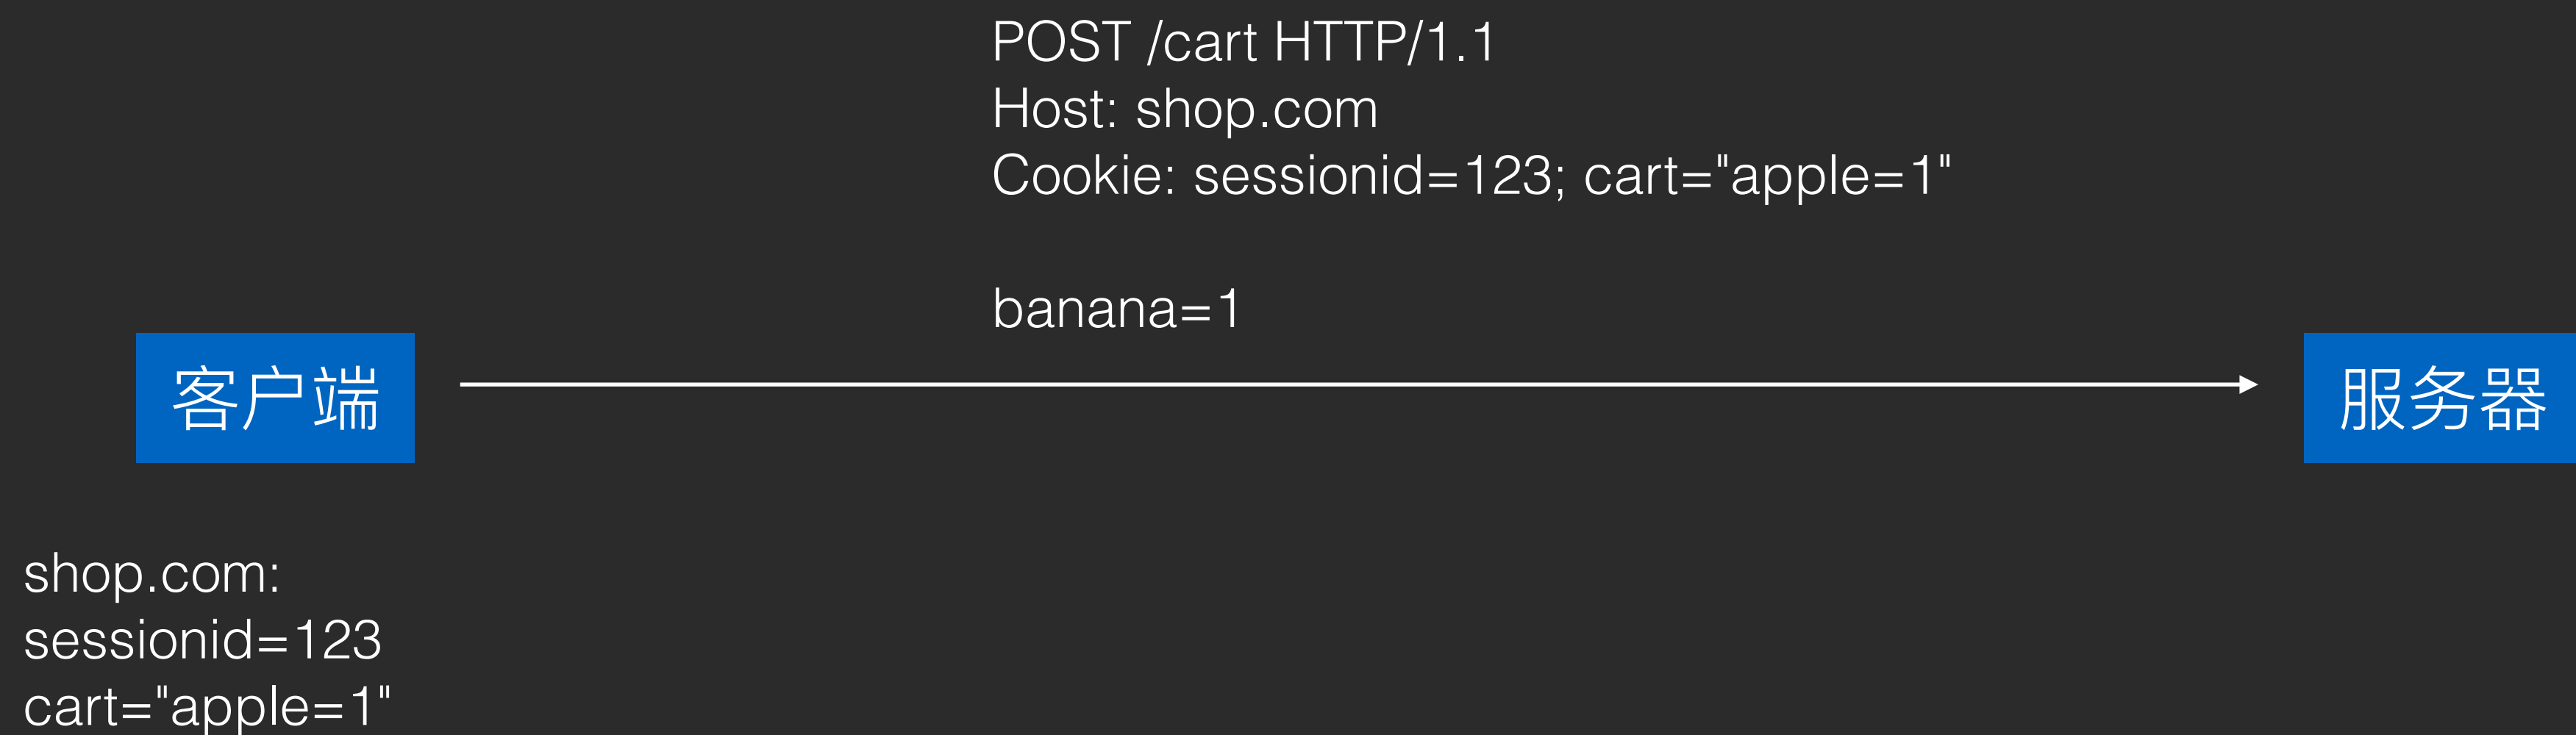 POST /cart HTTP/1.1
Host: shop.com
Cookie: sessionid=123; cart="apple=1"
banana=1
客户端
服务器
shop.com:
sessionid=123
cart="apple=1"